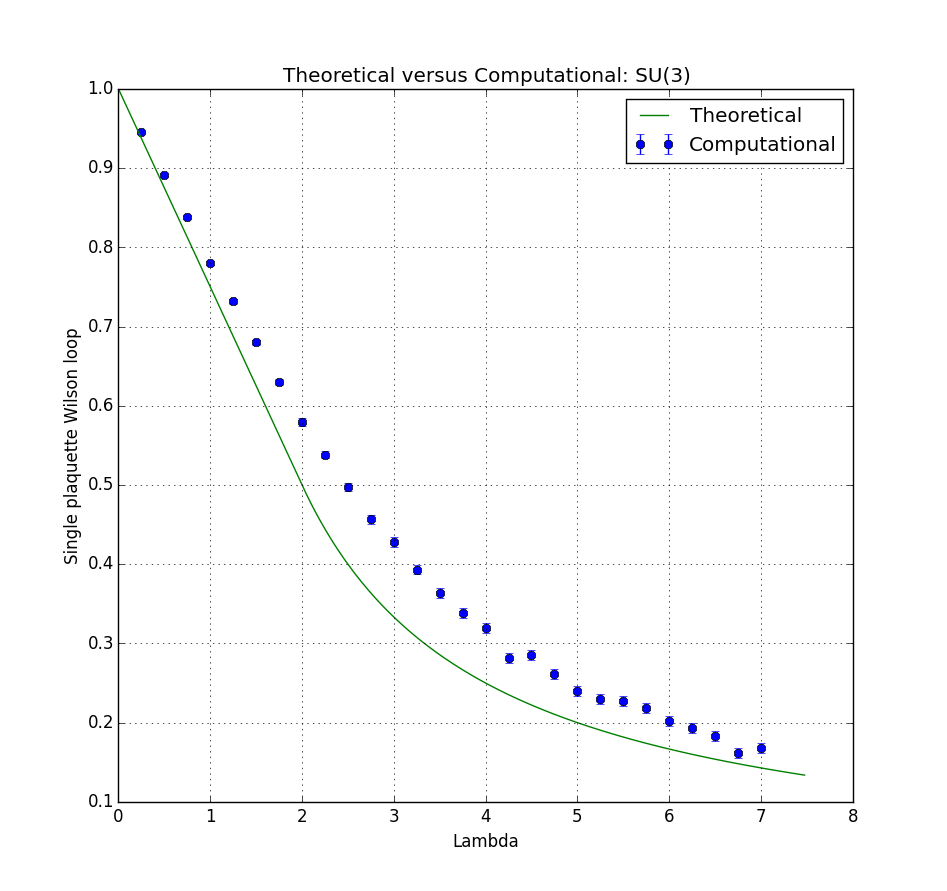 Theoretical versus Computational: SU(3)
Theoretical
Computational
Single plaquette Wilson loop
1.0
0.9
0.8
0.7
0.6
0.5
0.4
0.3
0.2
0.1
0 1 2 3 4 5 6 7 8
Lambda